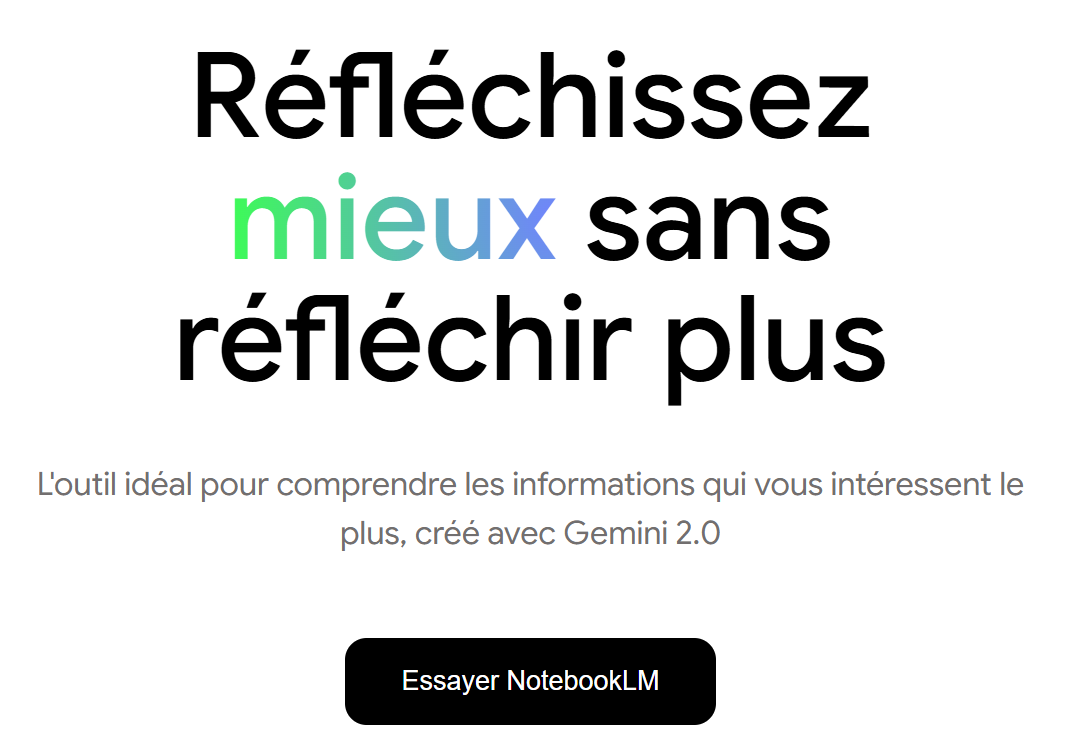 Réfléchissez
mieux sans
réfléchir plus
L'outil idéal pour comprendre les informations qui vous intéressent le
plus, créé avec Gemini 2.0
Essayer NotebookLM